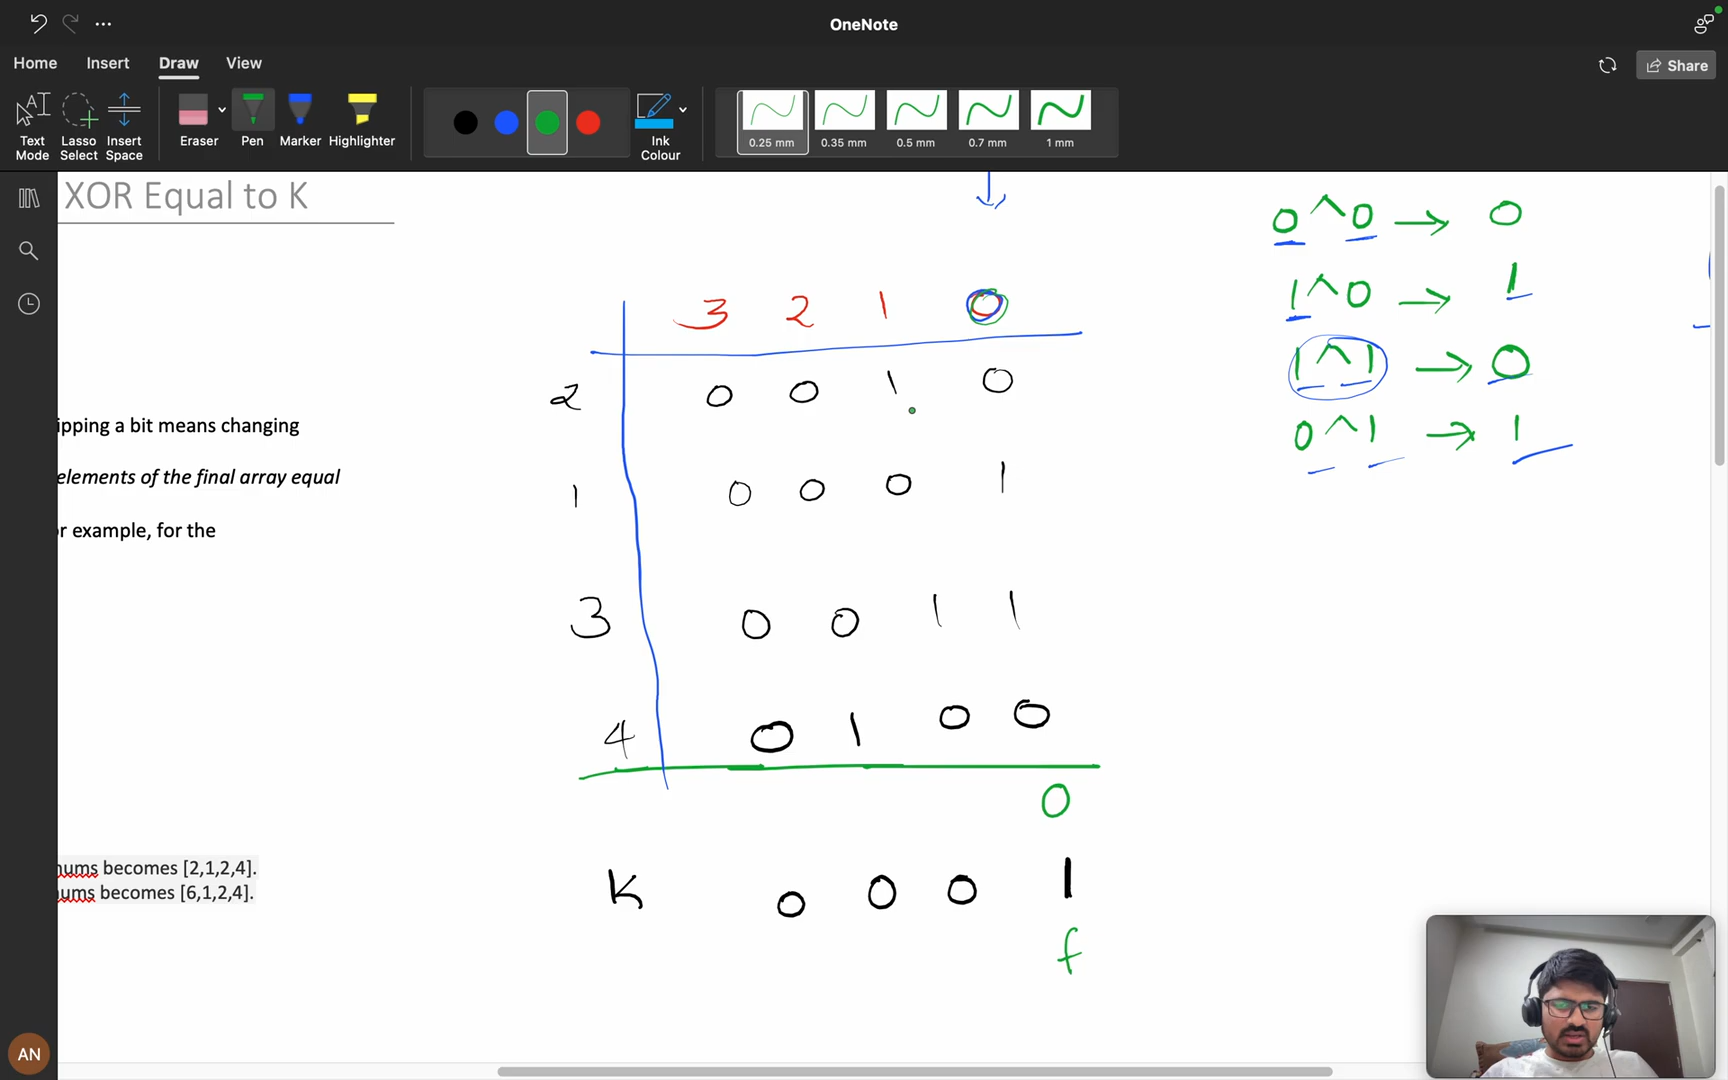 OneNote
Home Insert Draw View
Share
Text Mode
Lasso Select
Insert Space
Eraser
Pen
Marker
Highlighter
Ink Colour
0.25 mm
0.35 mm
0.5 mm
0.7 mm
1 mm
XOR Equal to K
0 ^ 0 → 0
1 ^ 0 → 1
1 ^ 1 → 0
0 ^ 1 → 1
3 2 1 0
2 0 0 1 0
ipping a bit means changing
elements of the final array equal
1 0 0 0 1
or example, for the
3 0 0 1 1
4 0 1 0 0
0
nums becomes [2,1,2,4].
nums becomes [6,1,2,4].
K 0 0 0 1
f
AN